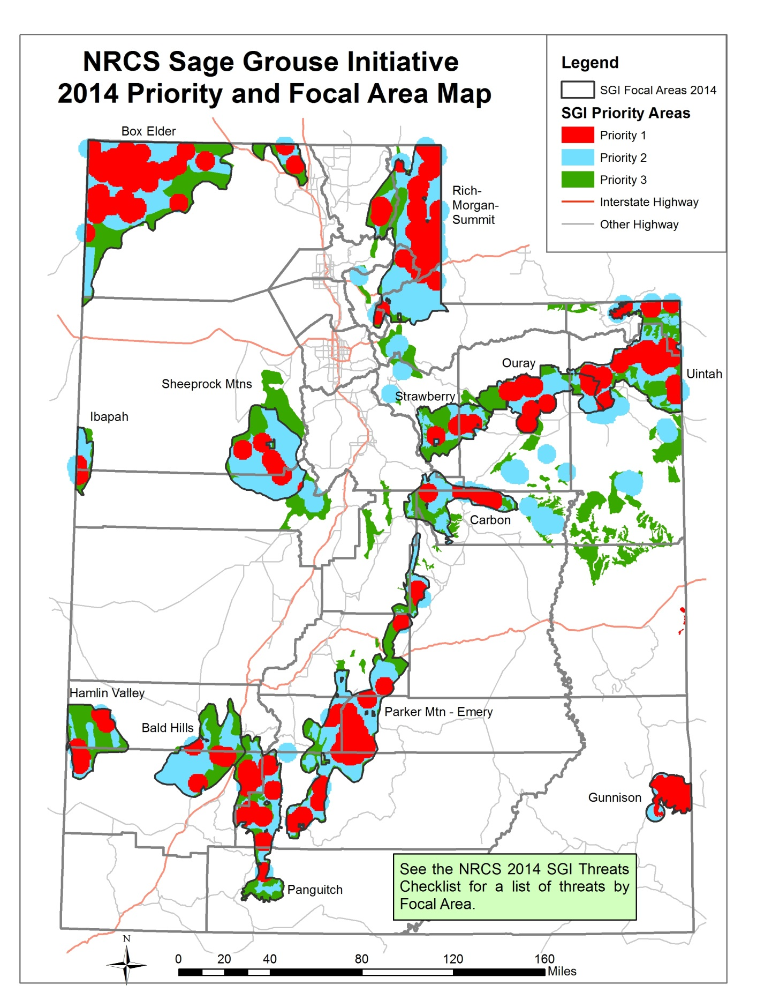 NRCS Sage Grouse Initiative
2014 Priority and Focal Area Map
Legend
SGI Focal Areas 2014
SGI Priority Areas
Priority 1
Priority 2
Priority 3
Interstate Highway
Other Highway
Box Elder
Rich-
Morgan-
Summit
Ouray
Uintah
Sheeprock Mtns
Strawberry
Ibapah
Carbon
Hamlin Valley
Parker Mtn - Emery
Bald Hills
Gunnison
Panguitch
See the NRCS 2014 SGI Threats
Checklist for a list of threats by
Focal Area.
N
0 20 40 80 120 160
Miles